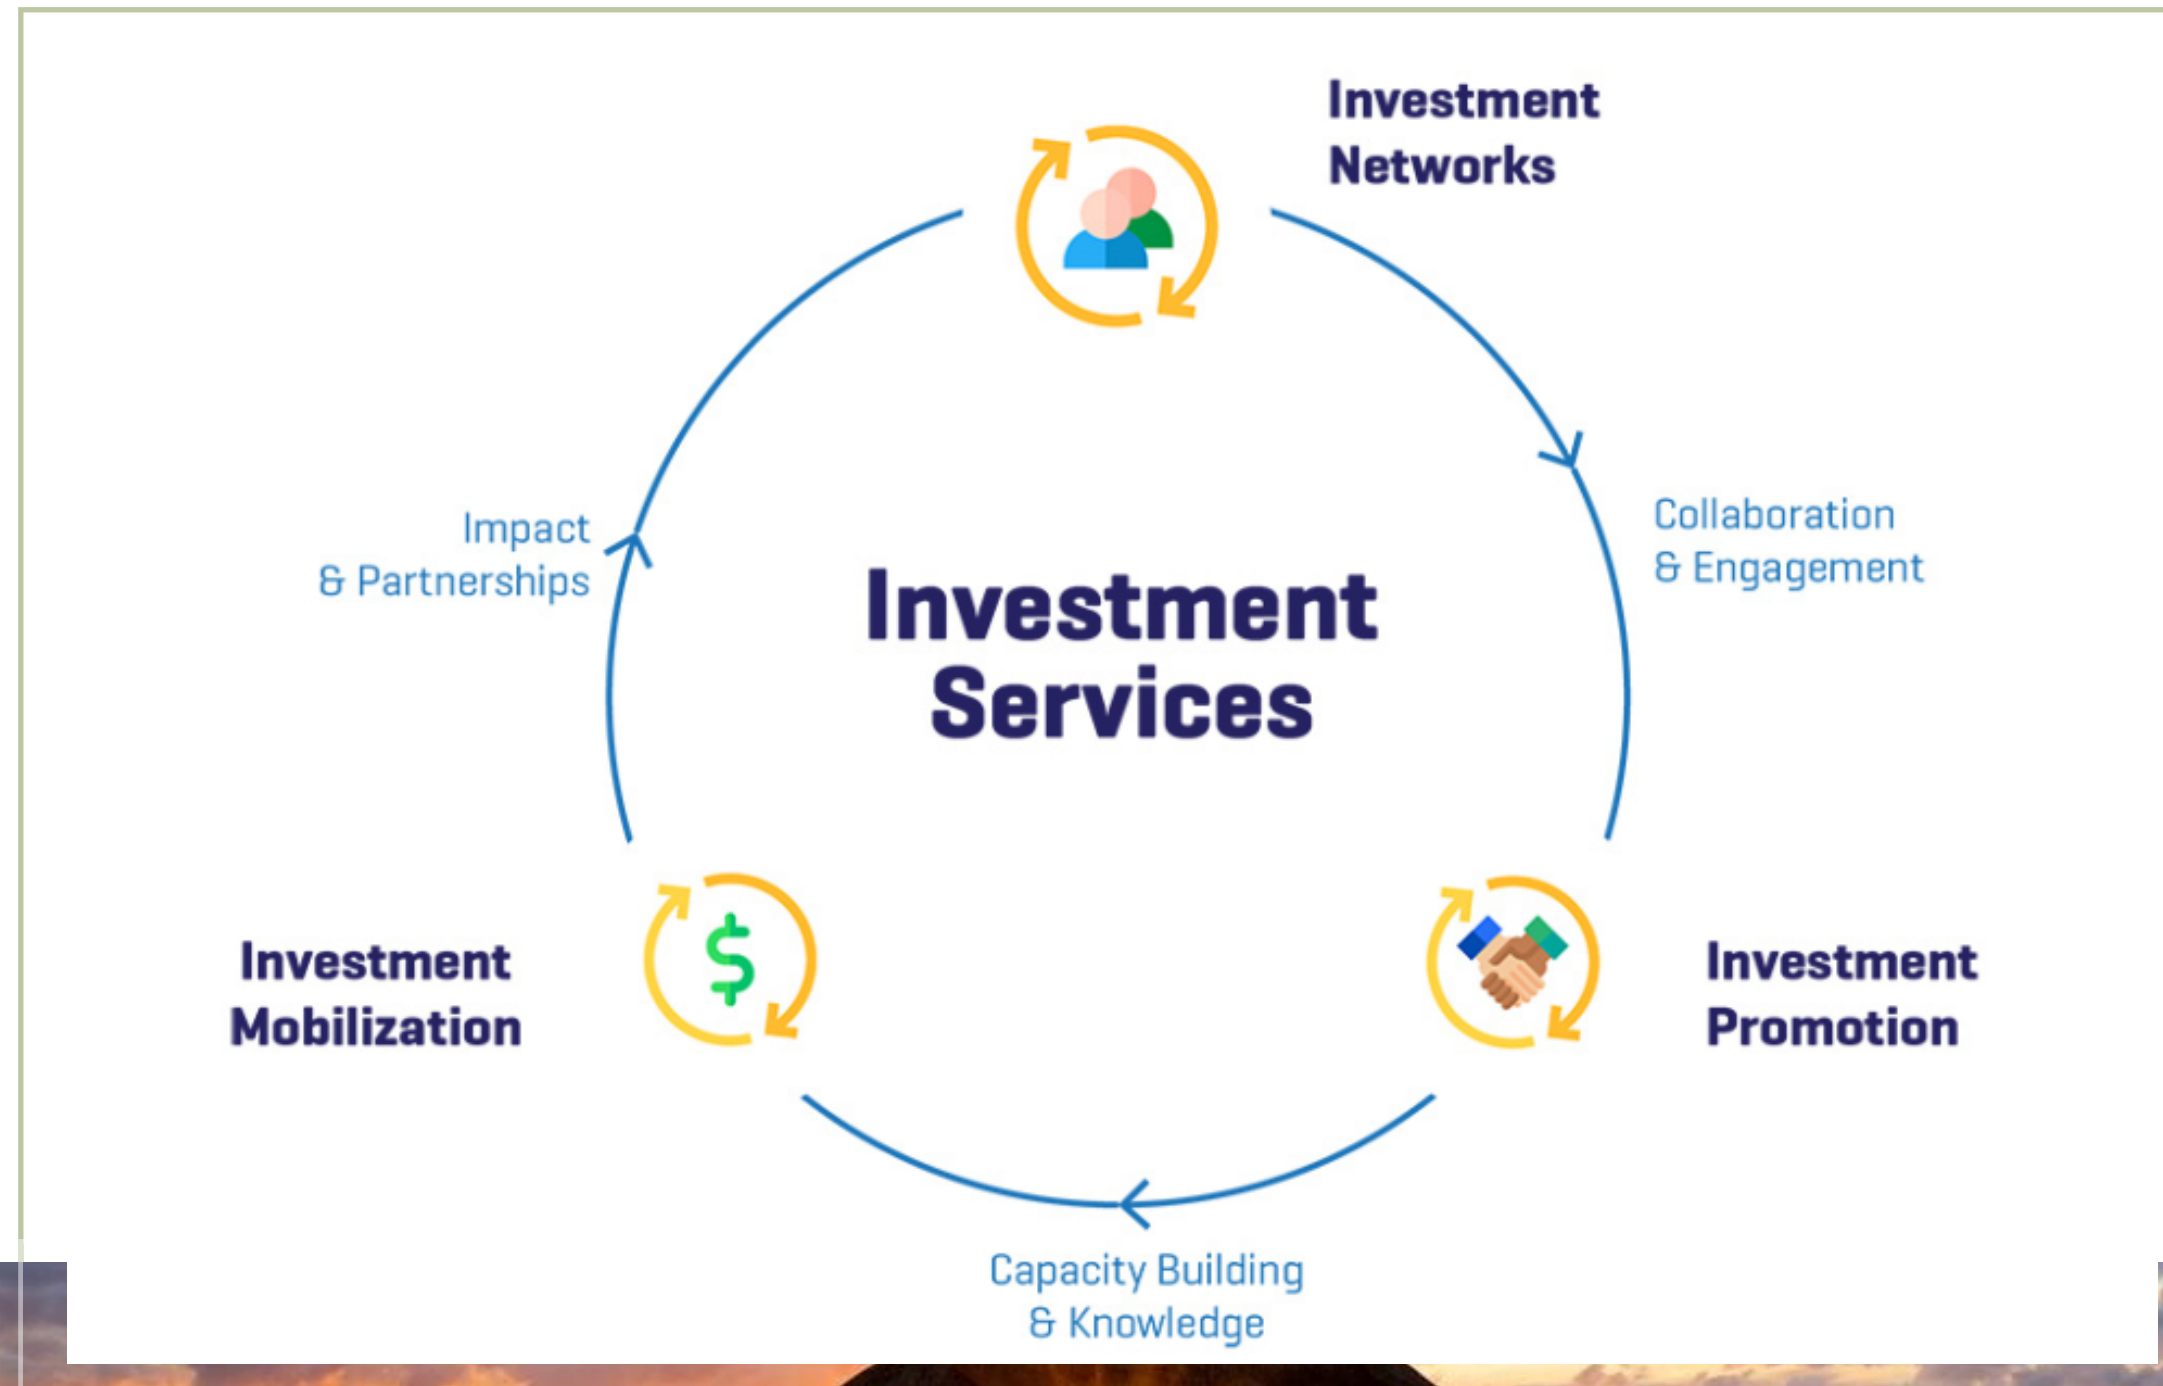 Investment
Networks
Collaboration
& Engagement
Impact
& Partnerships
Investment
Services
Investment
Mobilization
Investment
Promotion
Capacity Building
& Knowledge